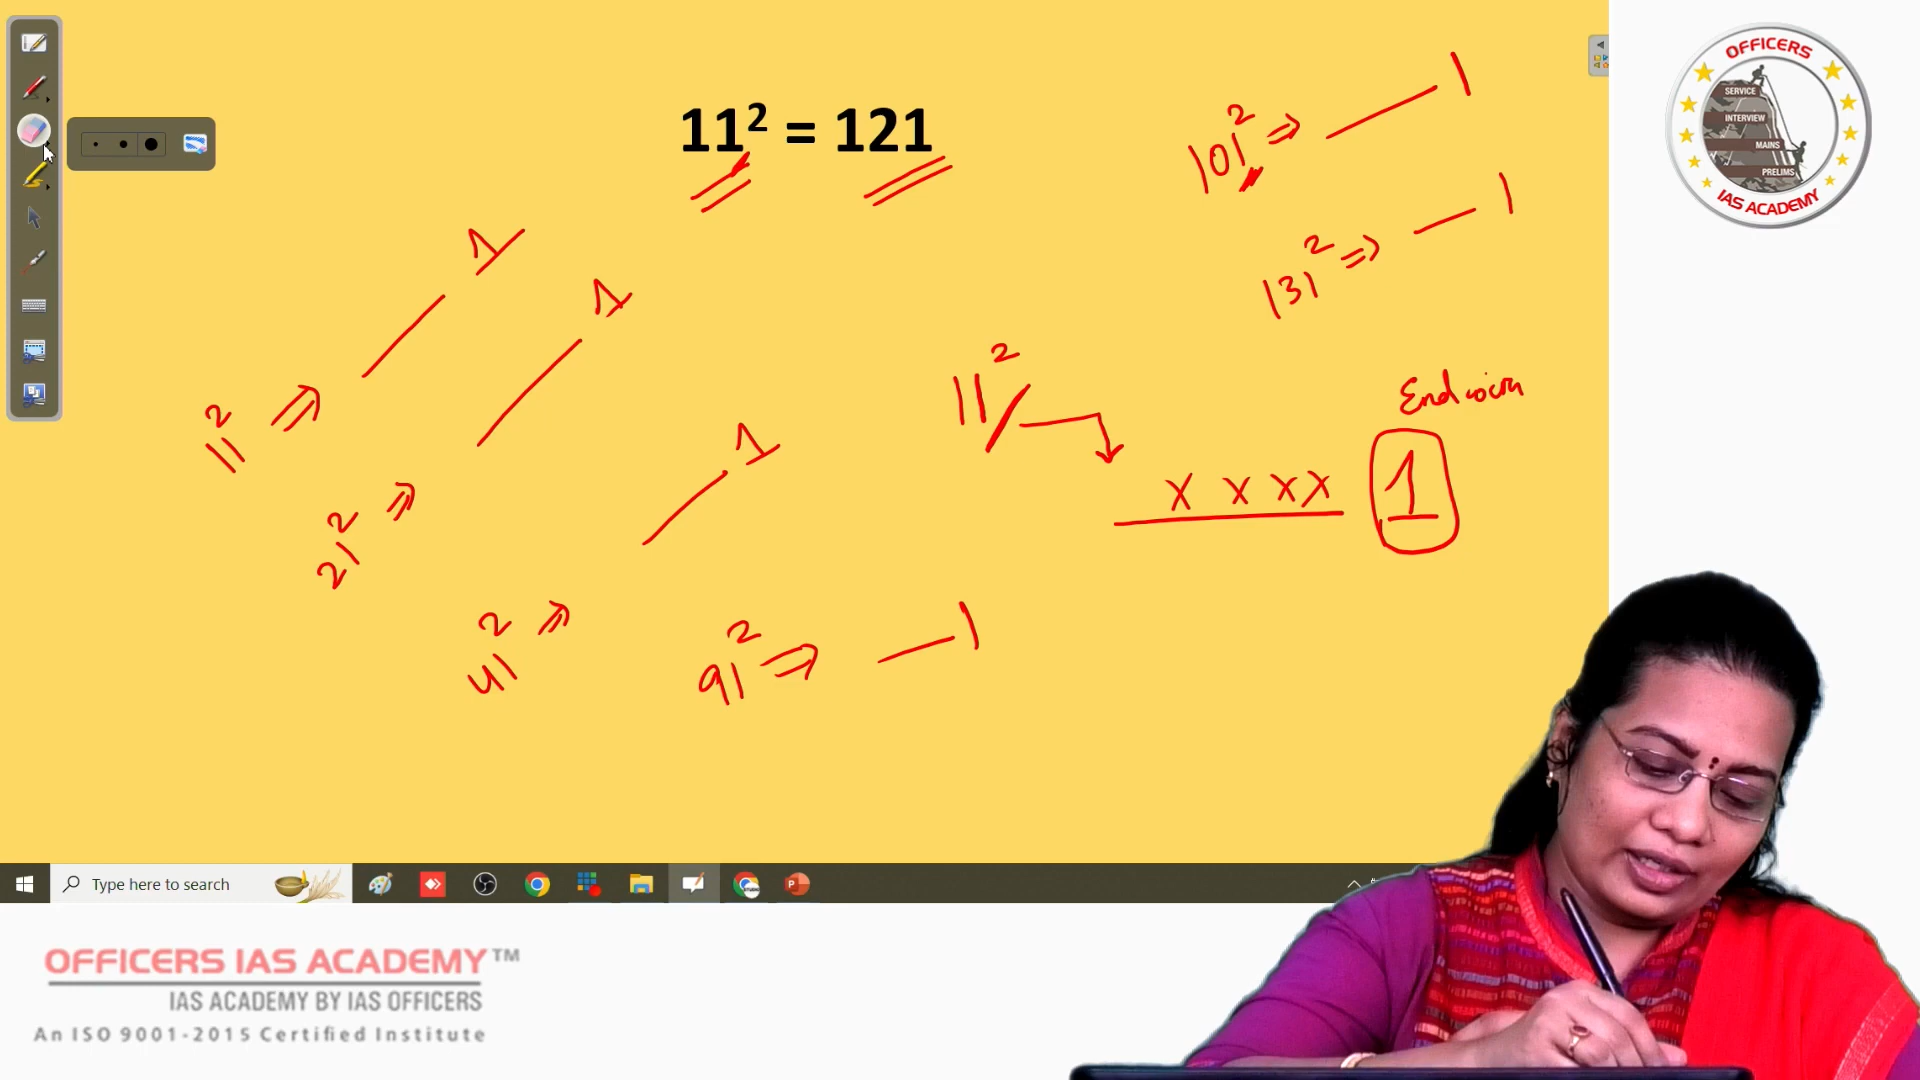 11² = 121
101² ⇒ — 1
131² ⇒ — 1
11² ⇒ — 1
21² ⇒ — 1
41² ⇒ — 1
91² ⇒ — 1
11²
End
X X X X 1
Type here to search
OFFICERS
SERVICE
INTERVIEW
MAINS
PRELIMS
IAS ACADEMY
OFFICERS IAS ACADEMY™
IAS ACADEMY BY IAS OFFICERS
An ISO 9001-2015 Certified Institute